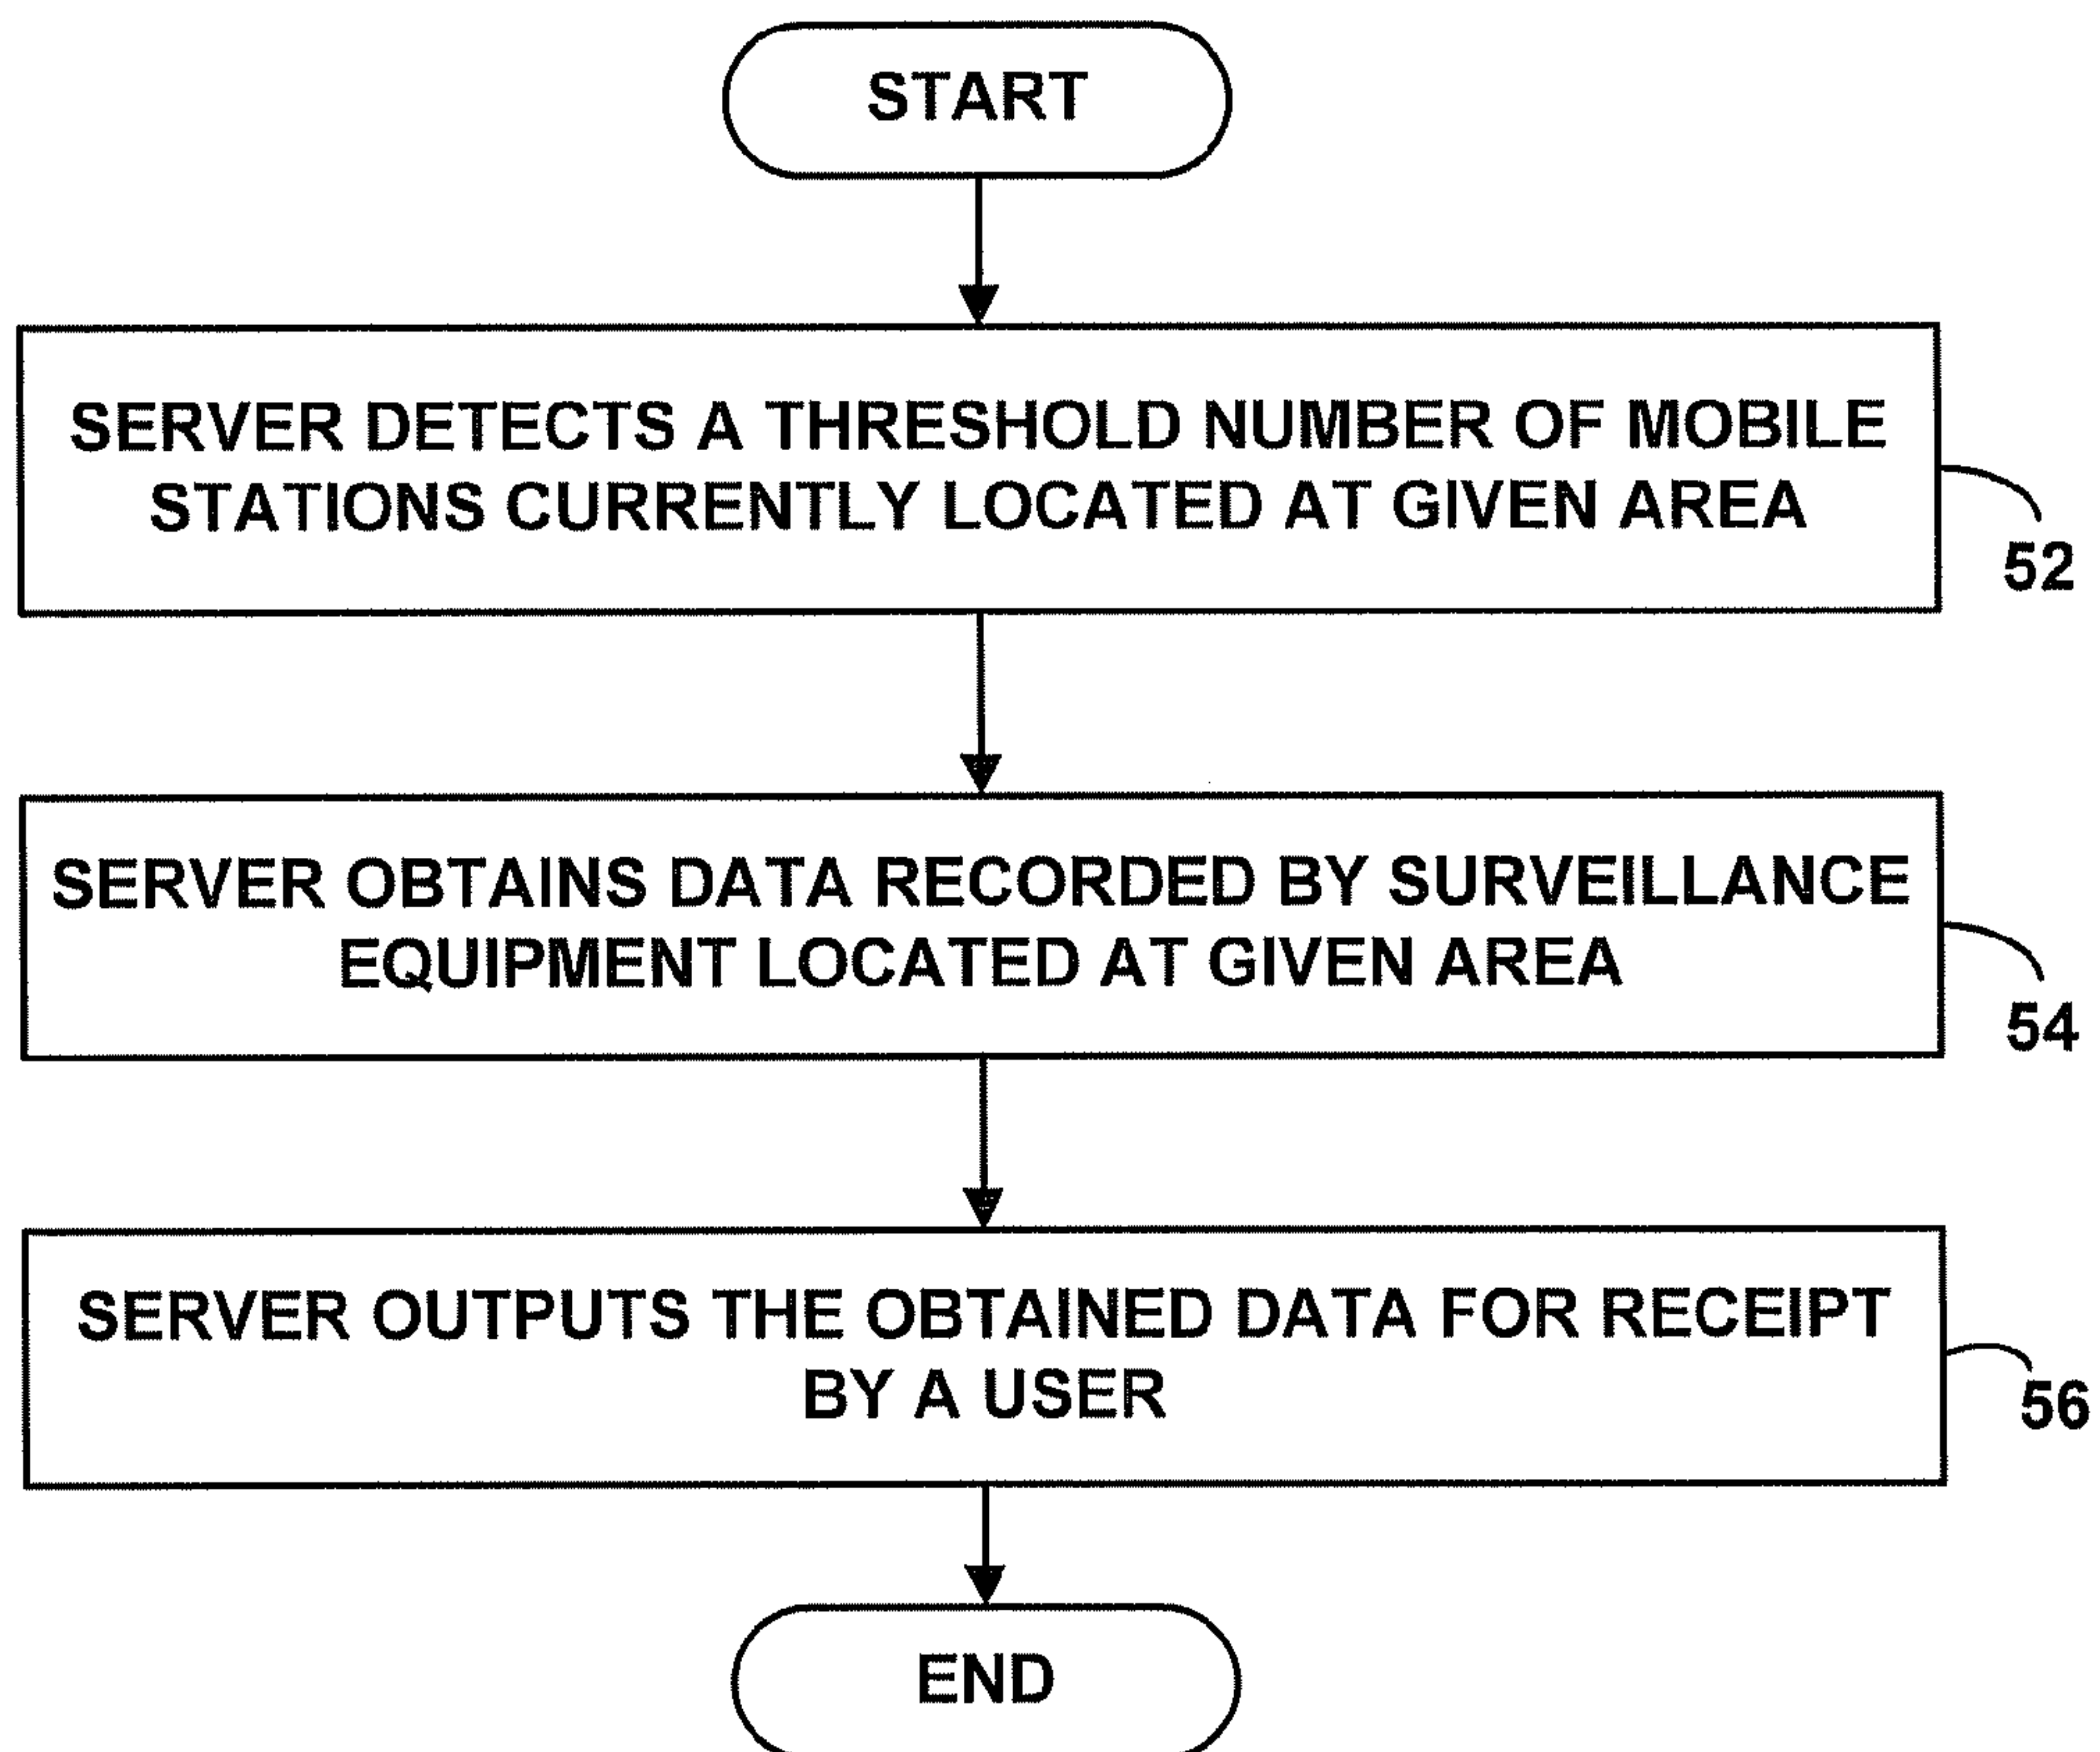 START
SERVER DETECTS A THRESHOLD NUMBER OF MOBILE
STATIONS CURRENTLY LOCATED AT GIVEN AREA
52
SERVER OBTAINS DATA RECORDED BY SURVEILLANCE
EQUIPMENT LOCATED AT GIVEN AREA
54
SERVER OUTPUTS THE OBTAINED DATA FOR RECEIPT
BY A USER
56
END